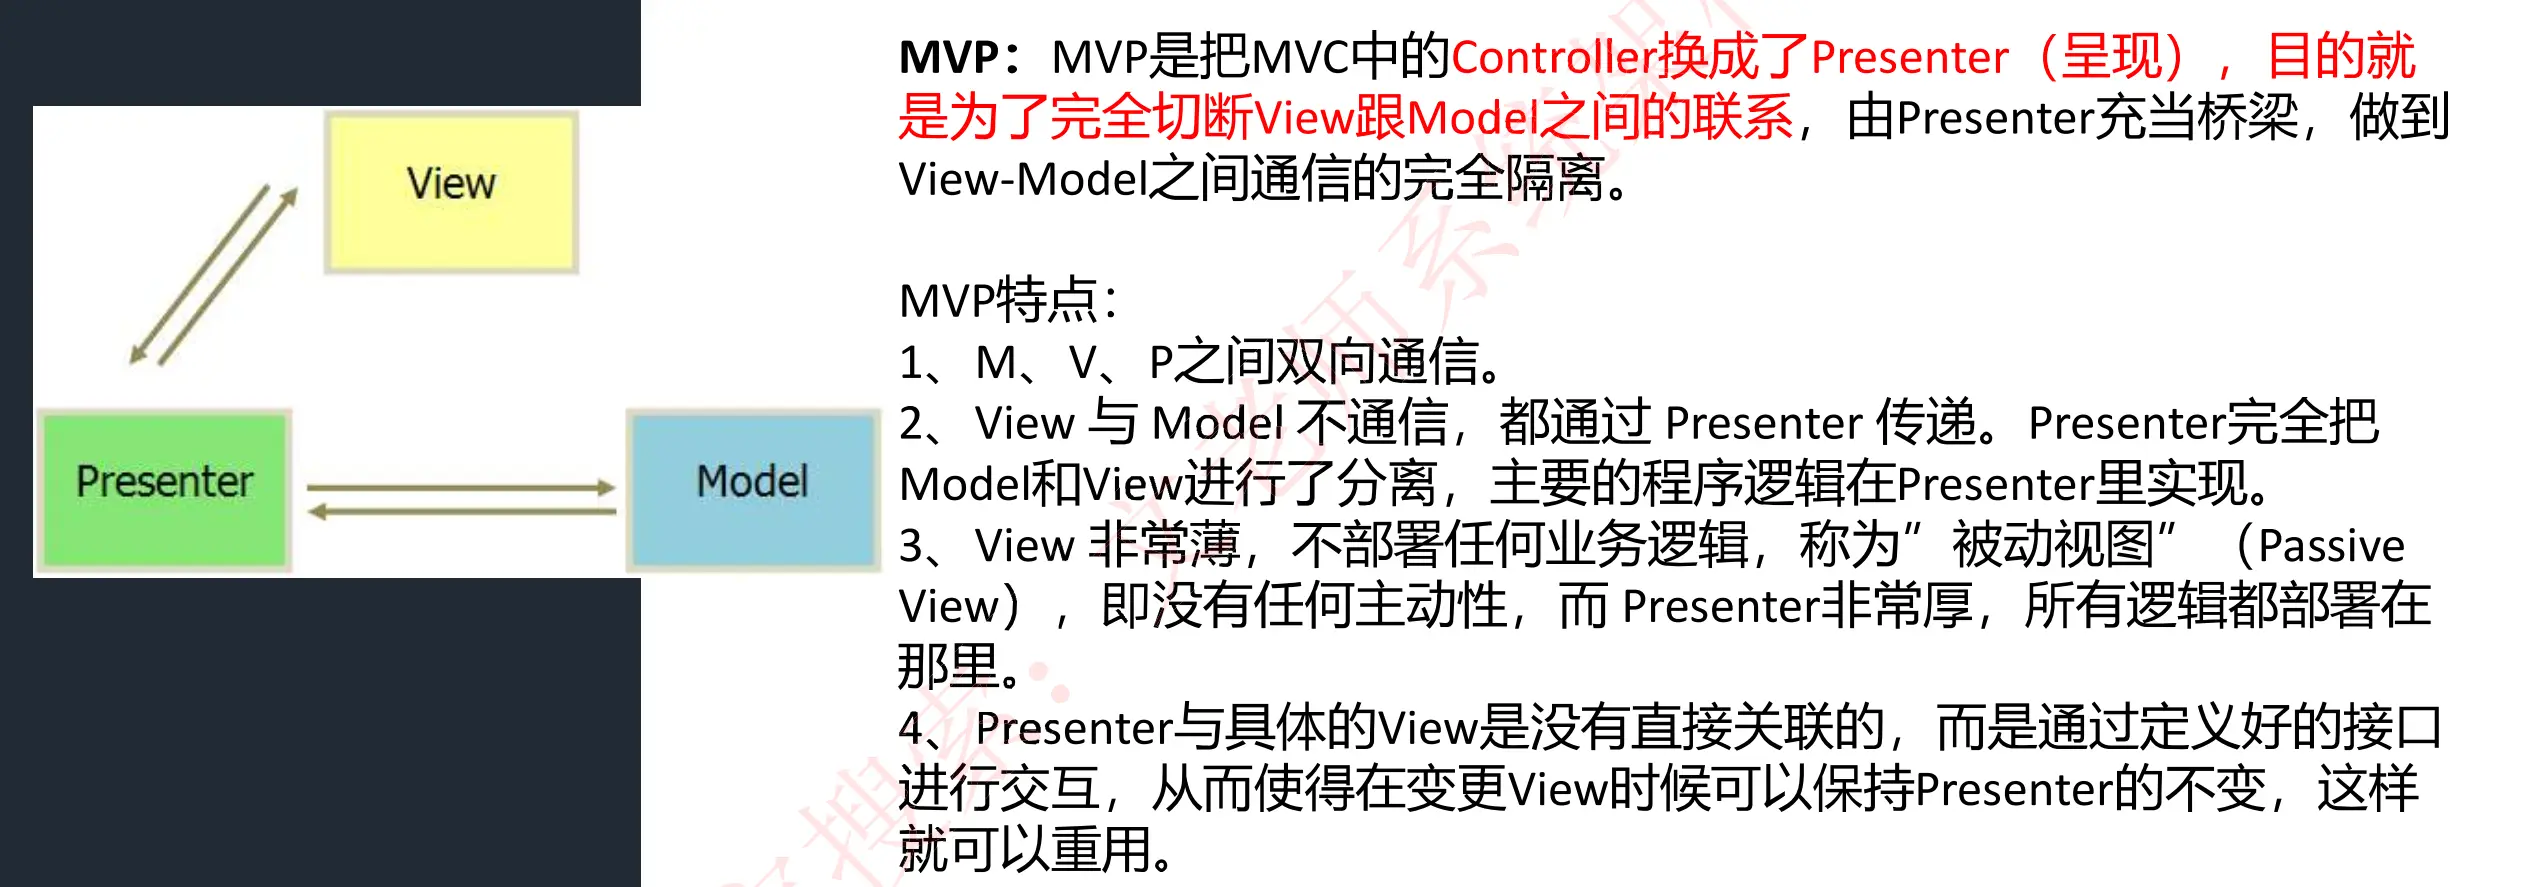 View
Presenter
Model
MVP：MVP是把MVC中的Controller换成了Presenter（呈现），目的就
是为了完全切断View跟Model之间的联系，由Presenter充当桥梁，做到
View-Model之间通信的完全隔离。
MVP特点：
1、M、V、P之间双向通信。
2、View 与 Model 不通信，都通过 Presenter 传递。Presenter完全把
Model和View进行了分离，主要的程序逻辑在Presenter里实现。
3、View 非常薄，不部署任何业务逻辑，称为”被动视图”（Passive
View），即没有任何主动性，而 Presenter非常厚，所有逻辑都部署在
那里。
4、Presenter与具体的View是没有直接关联的，而是通过定义好的接口
进行交互，从而使得在变更View时候可以保持Presenter的不变，这样
就可以重用。
搜索：文老师系统